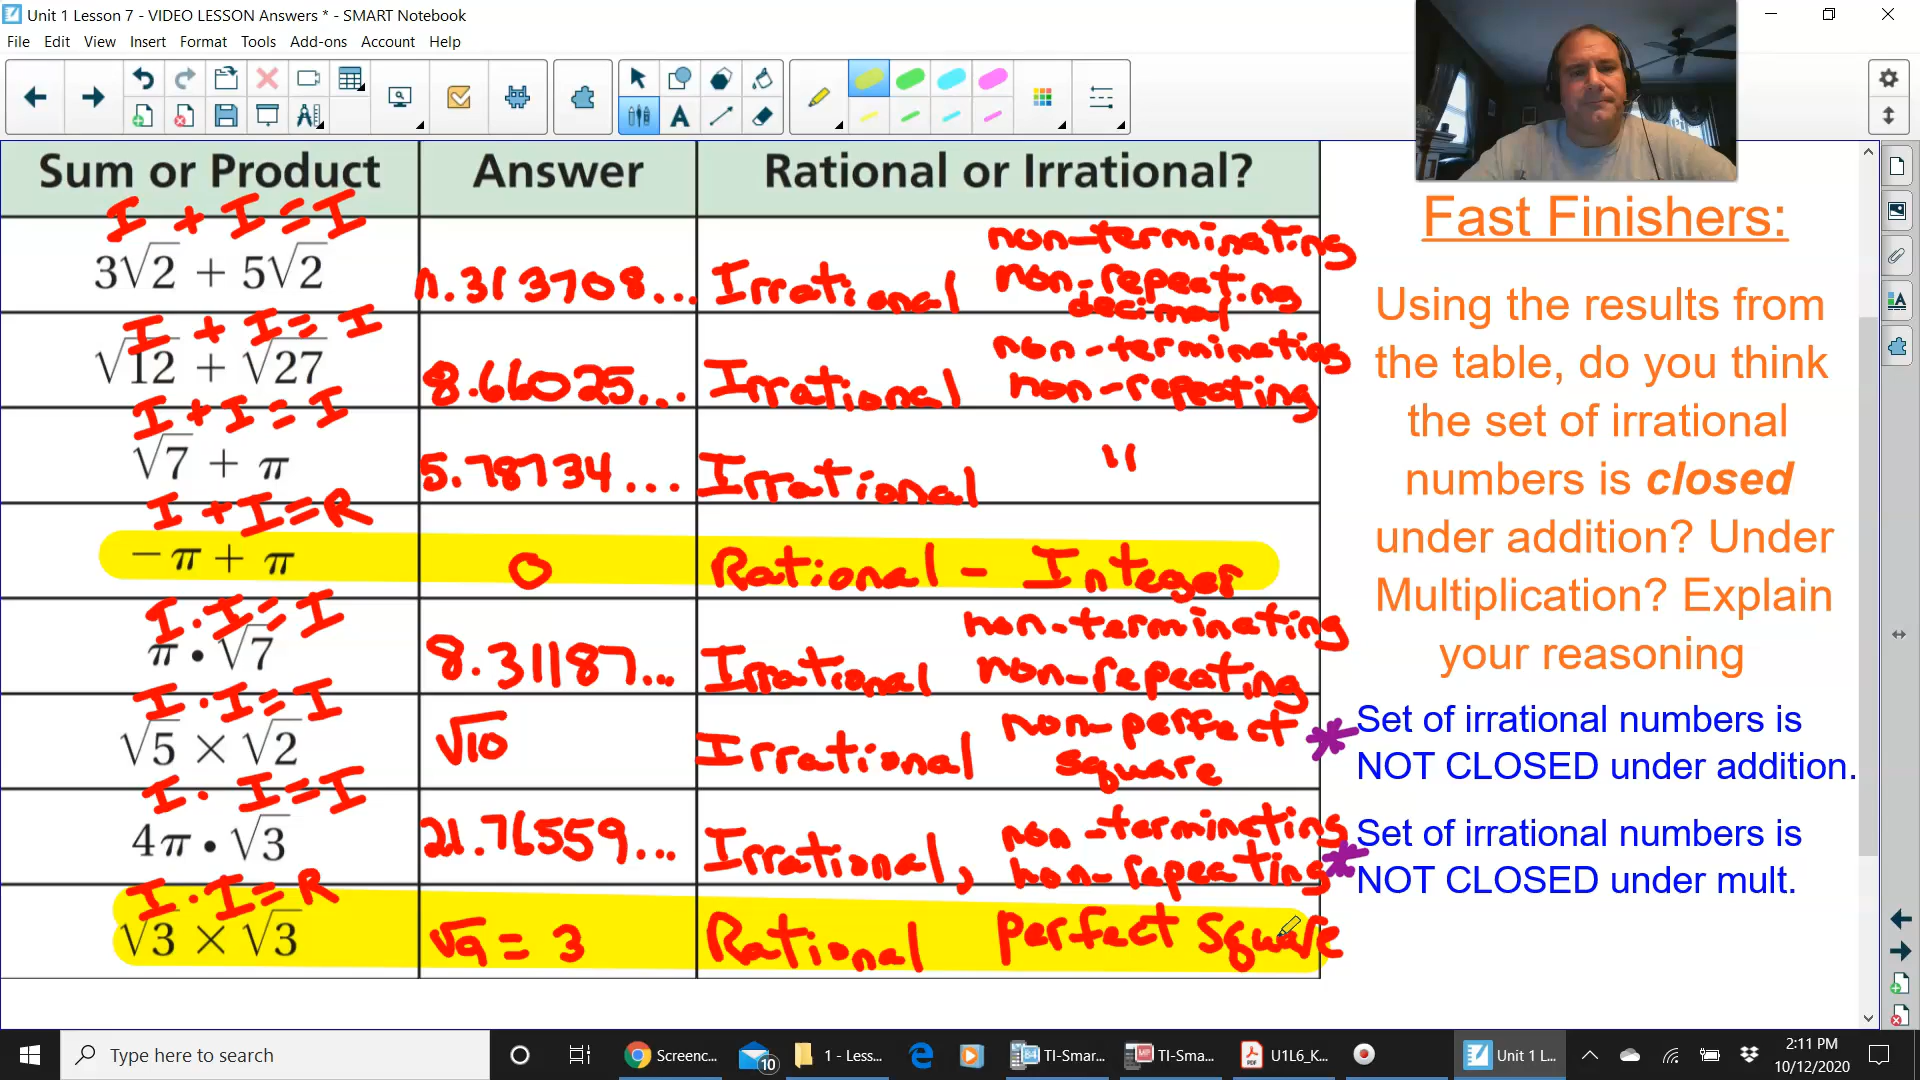 Unit 1 Lesson 7 - VIDEO LESSON Answers * - SMART Notebook
File Edit View Insert Format Tools Add-ons Account Help
Sum or Product Answer Rational or Irrational?
I + I = I
3√2 + 5√2 11.313708... Irrational non-terminating non-repeating decimal
I + I = I
√12 + √27 8.66025... Irrational non-terminating non-repeating
I + I = I
√7 + π 5.78734... Irrational "
I + I = R
−π + π 0 Rational - Integer
I · I = I
π • √7 8.31187... Irrational non-terminating non-repeating
I · I = I
√5 × √2 √10 Irrational non-perfect square
I · I = I
4π • √3 21.76559... Irrational, non-terminating non-repeating
I · I = R
√3 × √3 √9 = 3 Rational perfect square
Fast Finishers:
Using the results from
the table, do you think
the set of irrational
numbers is closed
under addition? Under
Multiplication? Explain
your reasoning
* Set of irrational numbers is
NOT CLOSED under addition.
* Set of irrational numbers is
NOT CLOSED under mult.
Type here to search
10
Screenc...
1 - Less...
TI-Smar...
TI-Sma...
U1L6_K...
Unit 1 L...
2:11 PM
10/12/2020